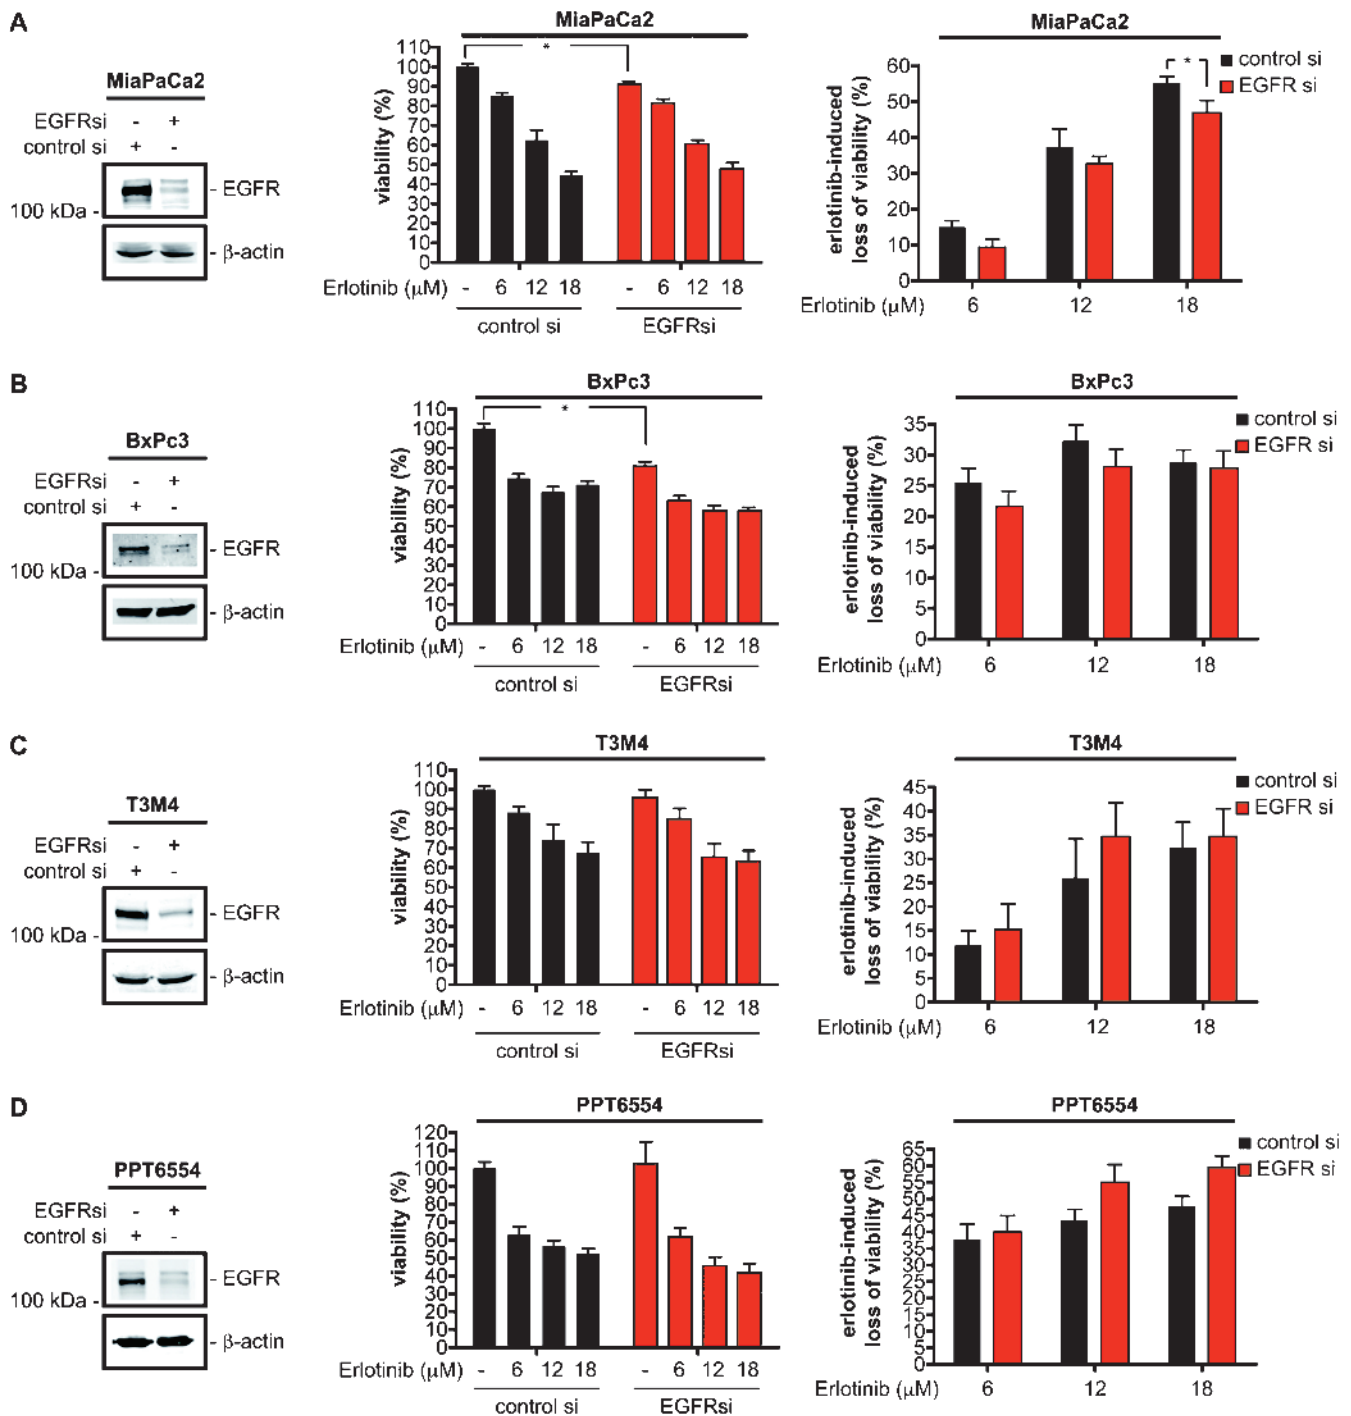 A
MiaPaCa2
EGFRsi - +
control si + -
- EGFR
100 kDa -
- β-actin
MiaPaCa2
viability (%)
110
100
90
80
70
60
50
40
30
20
10
0
*
Erlotinib (μM) - 6 12 18 - 6 12 18
control si EGFRsi
MiaPaCa2
erlotinib-induced
loss of viability (%)
60
50
40
30
20
10
0
*
control si
EGFR si
Erlotinib (μM) 6 12 18
B
BxPc3
EGFRsi - +
control si + -
- EGFR
100 kDa -
- β-actin
BxPc3
viability (%)
110
100
90
80
70
60
50
40
30
20
10
0
*
Erlotinib (μM) - 6 12 18 - 6 12 18
control si EGFRsi
BxPc3
erlotinib-induced
loss of viability (%)
35
30
25
20
15
10
5
0
control si
EGFR si
Erlotinib (μM) 6 12 18
C
T3M4
EGFRsi - +
control si + -
- EGFR
100 kDa -
- β-actin
T3M4
viability (%)
110
100
90
80
70
60
50
40
30
20
10
0
Erlotinib (μM) - 6 12 18 - 6 12 18
control si EGFRsi
T3M4
erlotinib-induced
loss of viability (%)
45
40
35
30
25
20
15
10
5
0
control si
EGFR si
Erlotinib (μM) 6 12 18
D
PPT6554
EGFRsi - +
control si + -
- EGFR
100 kDa -
- β-actin
PPT6554
viability (%)
120
110
100
90
80
70
60
50
40
30
20
10
0
Erlotinib (μM) - 6 12 18 - 6 12 18
control si EGFRsi
PPT6554
erlotinib-induced
loss of viability (%)
65
60
55
50
45
40
35
30
25
20
15
10
5
0
control si
EGFR si
Erlotinib (μM) 6 12 18